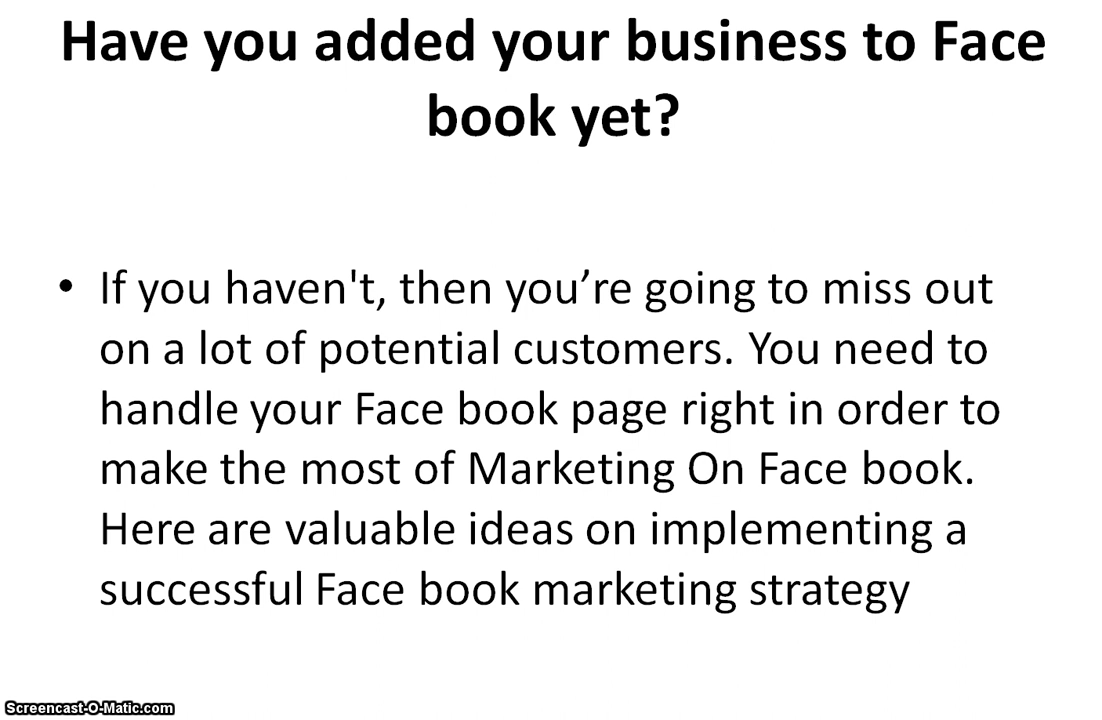 Have you added your business to Face
book yet?
• If you haven't, then you’re going to miss out
on a lot of potential customers. You need to
handle your Face book page right in order to
make the most of Marketing On Face book.
Here are valuable ideas on implementing a
successful Face book marketing strategy
Screencast-O-Matic.com